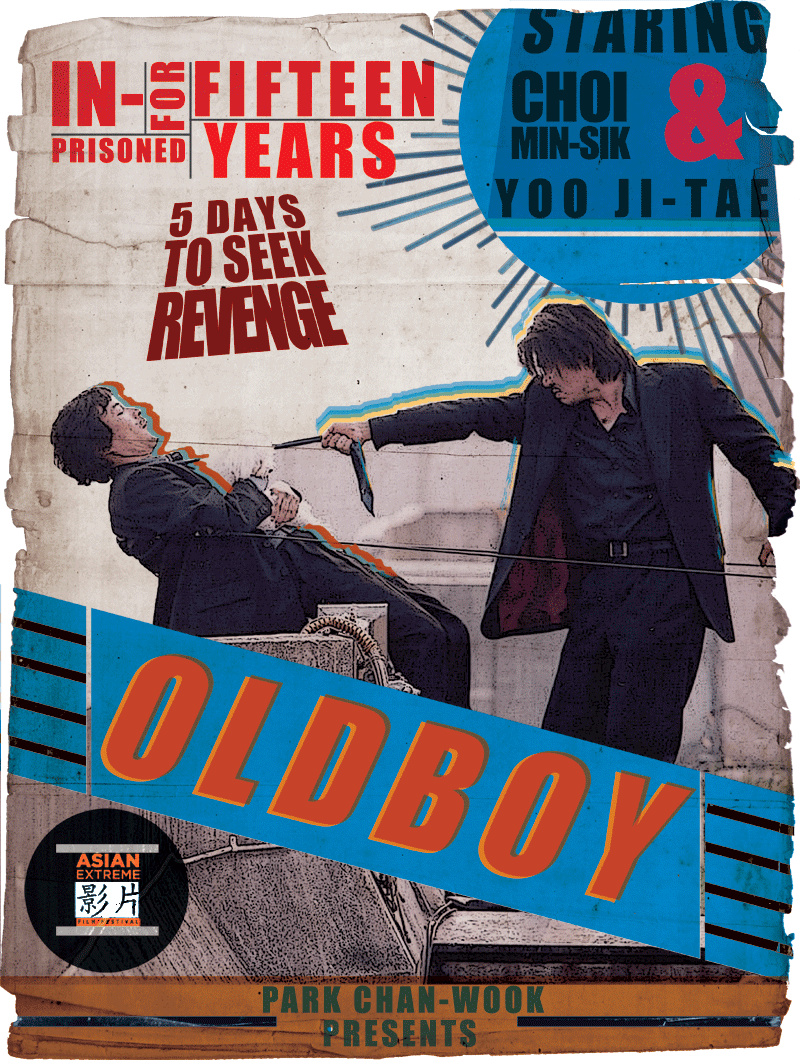 IN-
PRISONED
FOR
FIFTEEN
YEARS
5 DAYS
TO SEEK
REVENGE
STARING
CHOI
MIN-SIK
&
YOO JI-TAE
OLDBOY
ASIAN
EXTREME
影片
FILM FESTIVAL
PARK CHAN-WOOK
PRESENTS